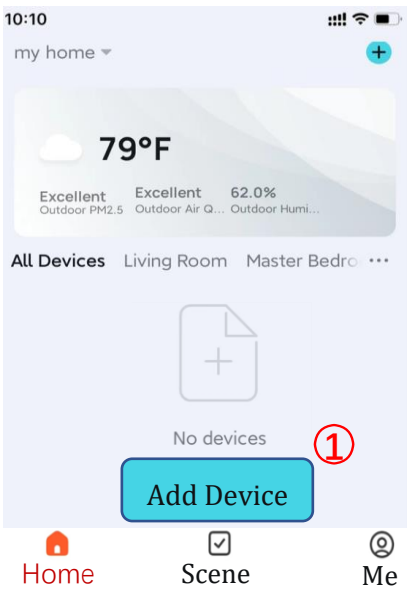 10:10
my home
79°F
Excellent Excellent 62.0%
Outdoor PM2.5 Outdoor Air Q... Outdoor Humi...
All Devices Living Room Master Bedro ...
No devices
①
Add Device
Home Scene Me